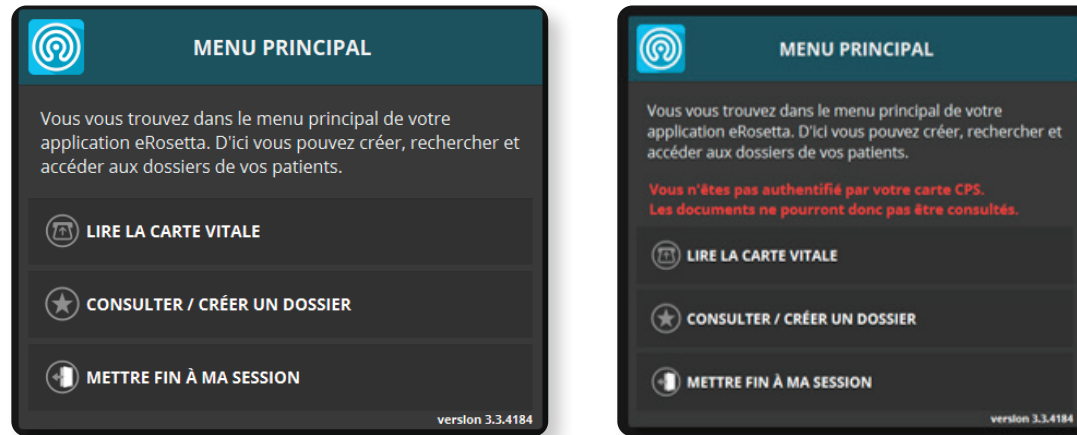 MENU PRINCIPAL
Vous vous trouvez dans le menu principal de votre
application eRosetta. D'ici vous pouvez créer, rechercher et
accéder aux dossiers de vos patients.
LIRE LA CARTE VITALE
CONSULTER / CRÉER UN DOSSIER
METTRE FIN À MA SESSION
version 3.3.4184
MENU PRINCIPAL
Vous vous trouvez dans le menu principal de votre
application eRosetta. D'ici vous pouvez créer, rechercher et
accéder aux dossiers de vos patients.
Vous n'êtes pas authentifié par votre carte CPS.
Les documents ne pourront donc pas être consultés.
LIRE LA CARTE VITALE
CONSULTER / CRÉER UN DOSSIER
METTRE FIN À MA SESSION
version 3.3.4184